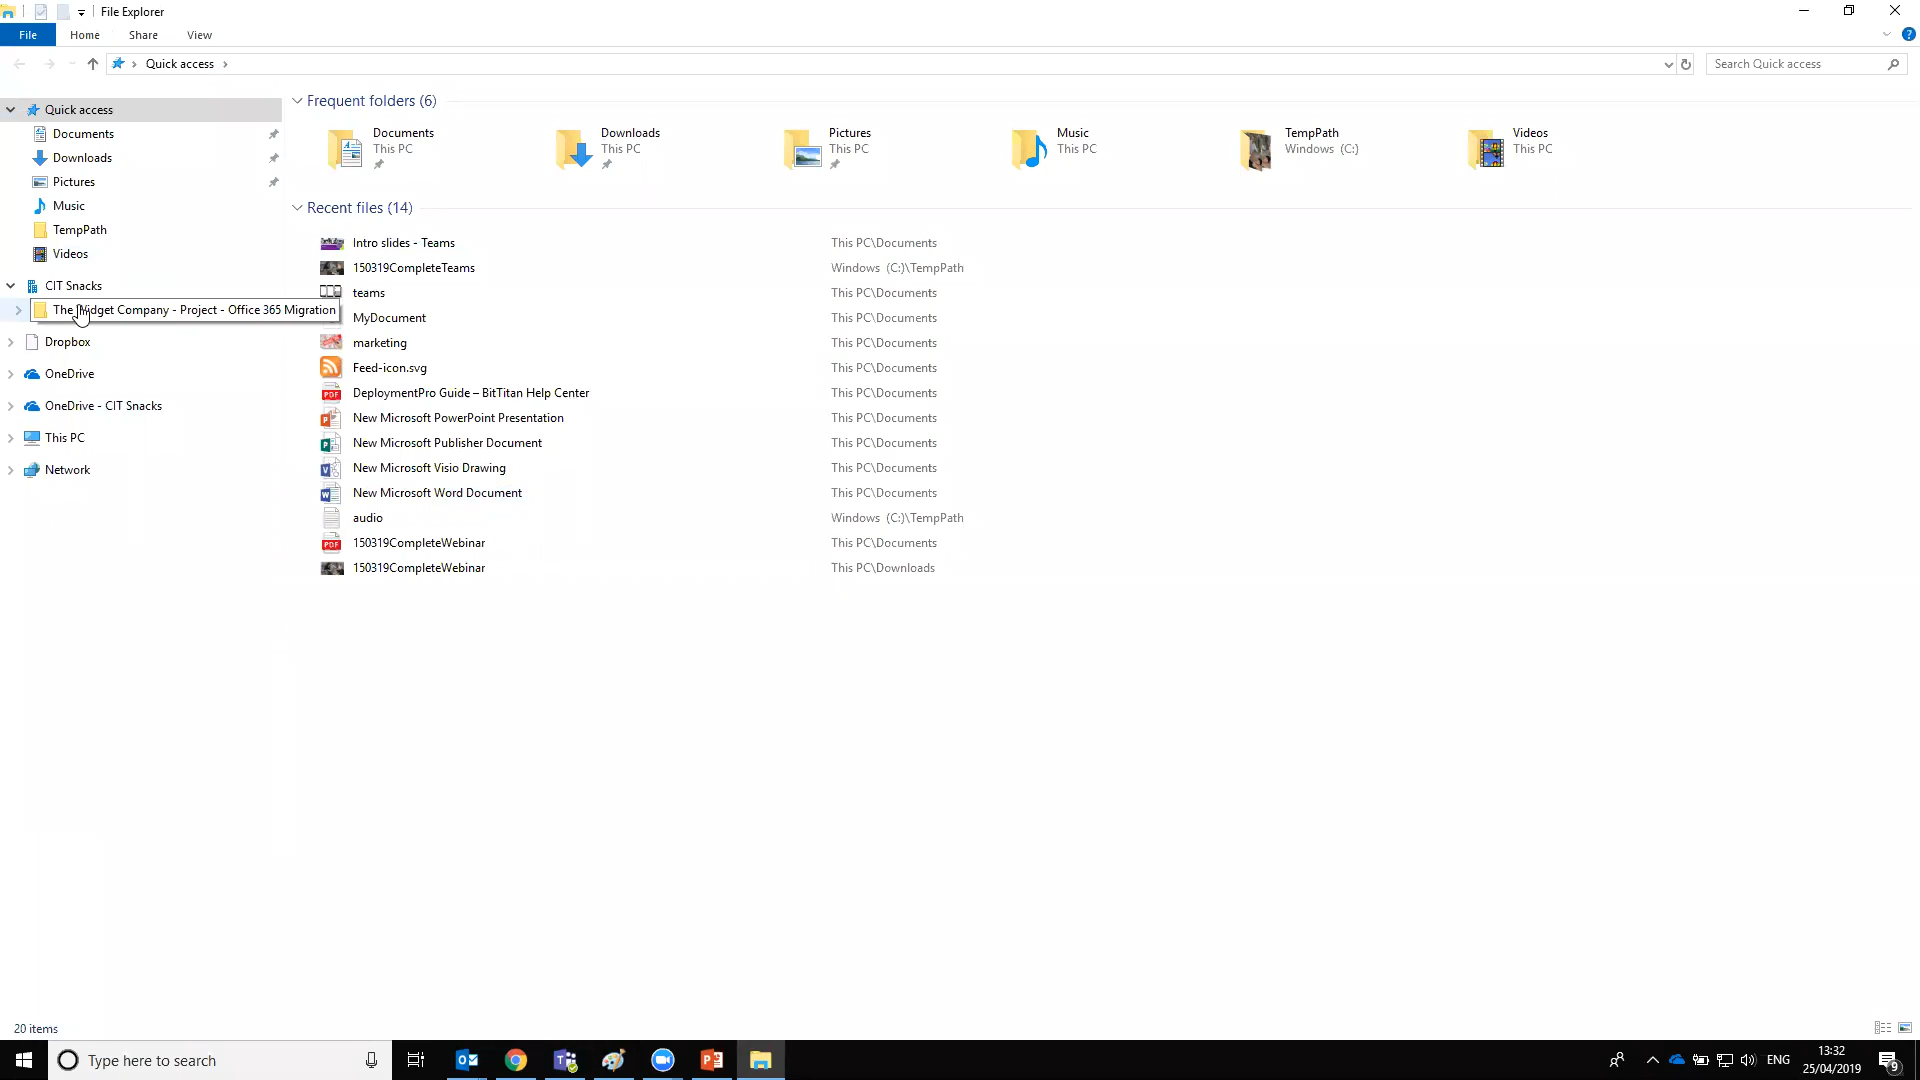 File Explorer
File
Home
Share
View
Quick access
Search Quick access
Quick access
Documents
Downloads
Pictures
Music
TempPath
Videos
CIT Snacks
The Widget Company - Project - Office 365 Migration
Dropbox
OneDrive
OneDrive - CIT Snacks
This PC
Network
Frequent folders (6)
Documents
This PC
Downloads
This PC
Pictures
This PC
Music
This PC
TempPath
Windows (C:)
Videos
This PC
Recent files (14)
Intro slides - Teams This PC\Documents
150319CompleteTeams Windows (C:)\TempPath
teams This PC\Documents
MyDocument This PC\Documents
marketing This PC\Documents
Feed-icon.svg This PC\Documents
DeploymentPro Guide – BitTitan Help Center This PC\Documents
New Microsoft PowerPoint Presentation This PC\Documents
New Microsoft Publisher Document This PC\Documents
New Microsoft Visio Drawing This PC\Documents
New Microsoft Word Document This PC\Documents
audio Windows (C:)\TempPath
150319CompleteWebinar This PC\Documents
150319CompleteWebinar This PC\Downloads
20 items
Type here to search
ENG
13:32
25/04/2019
9